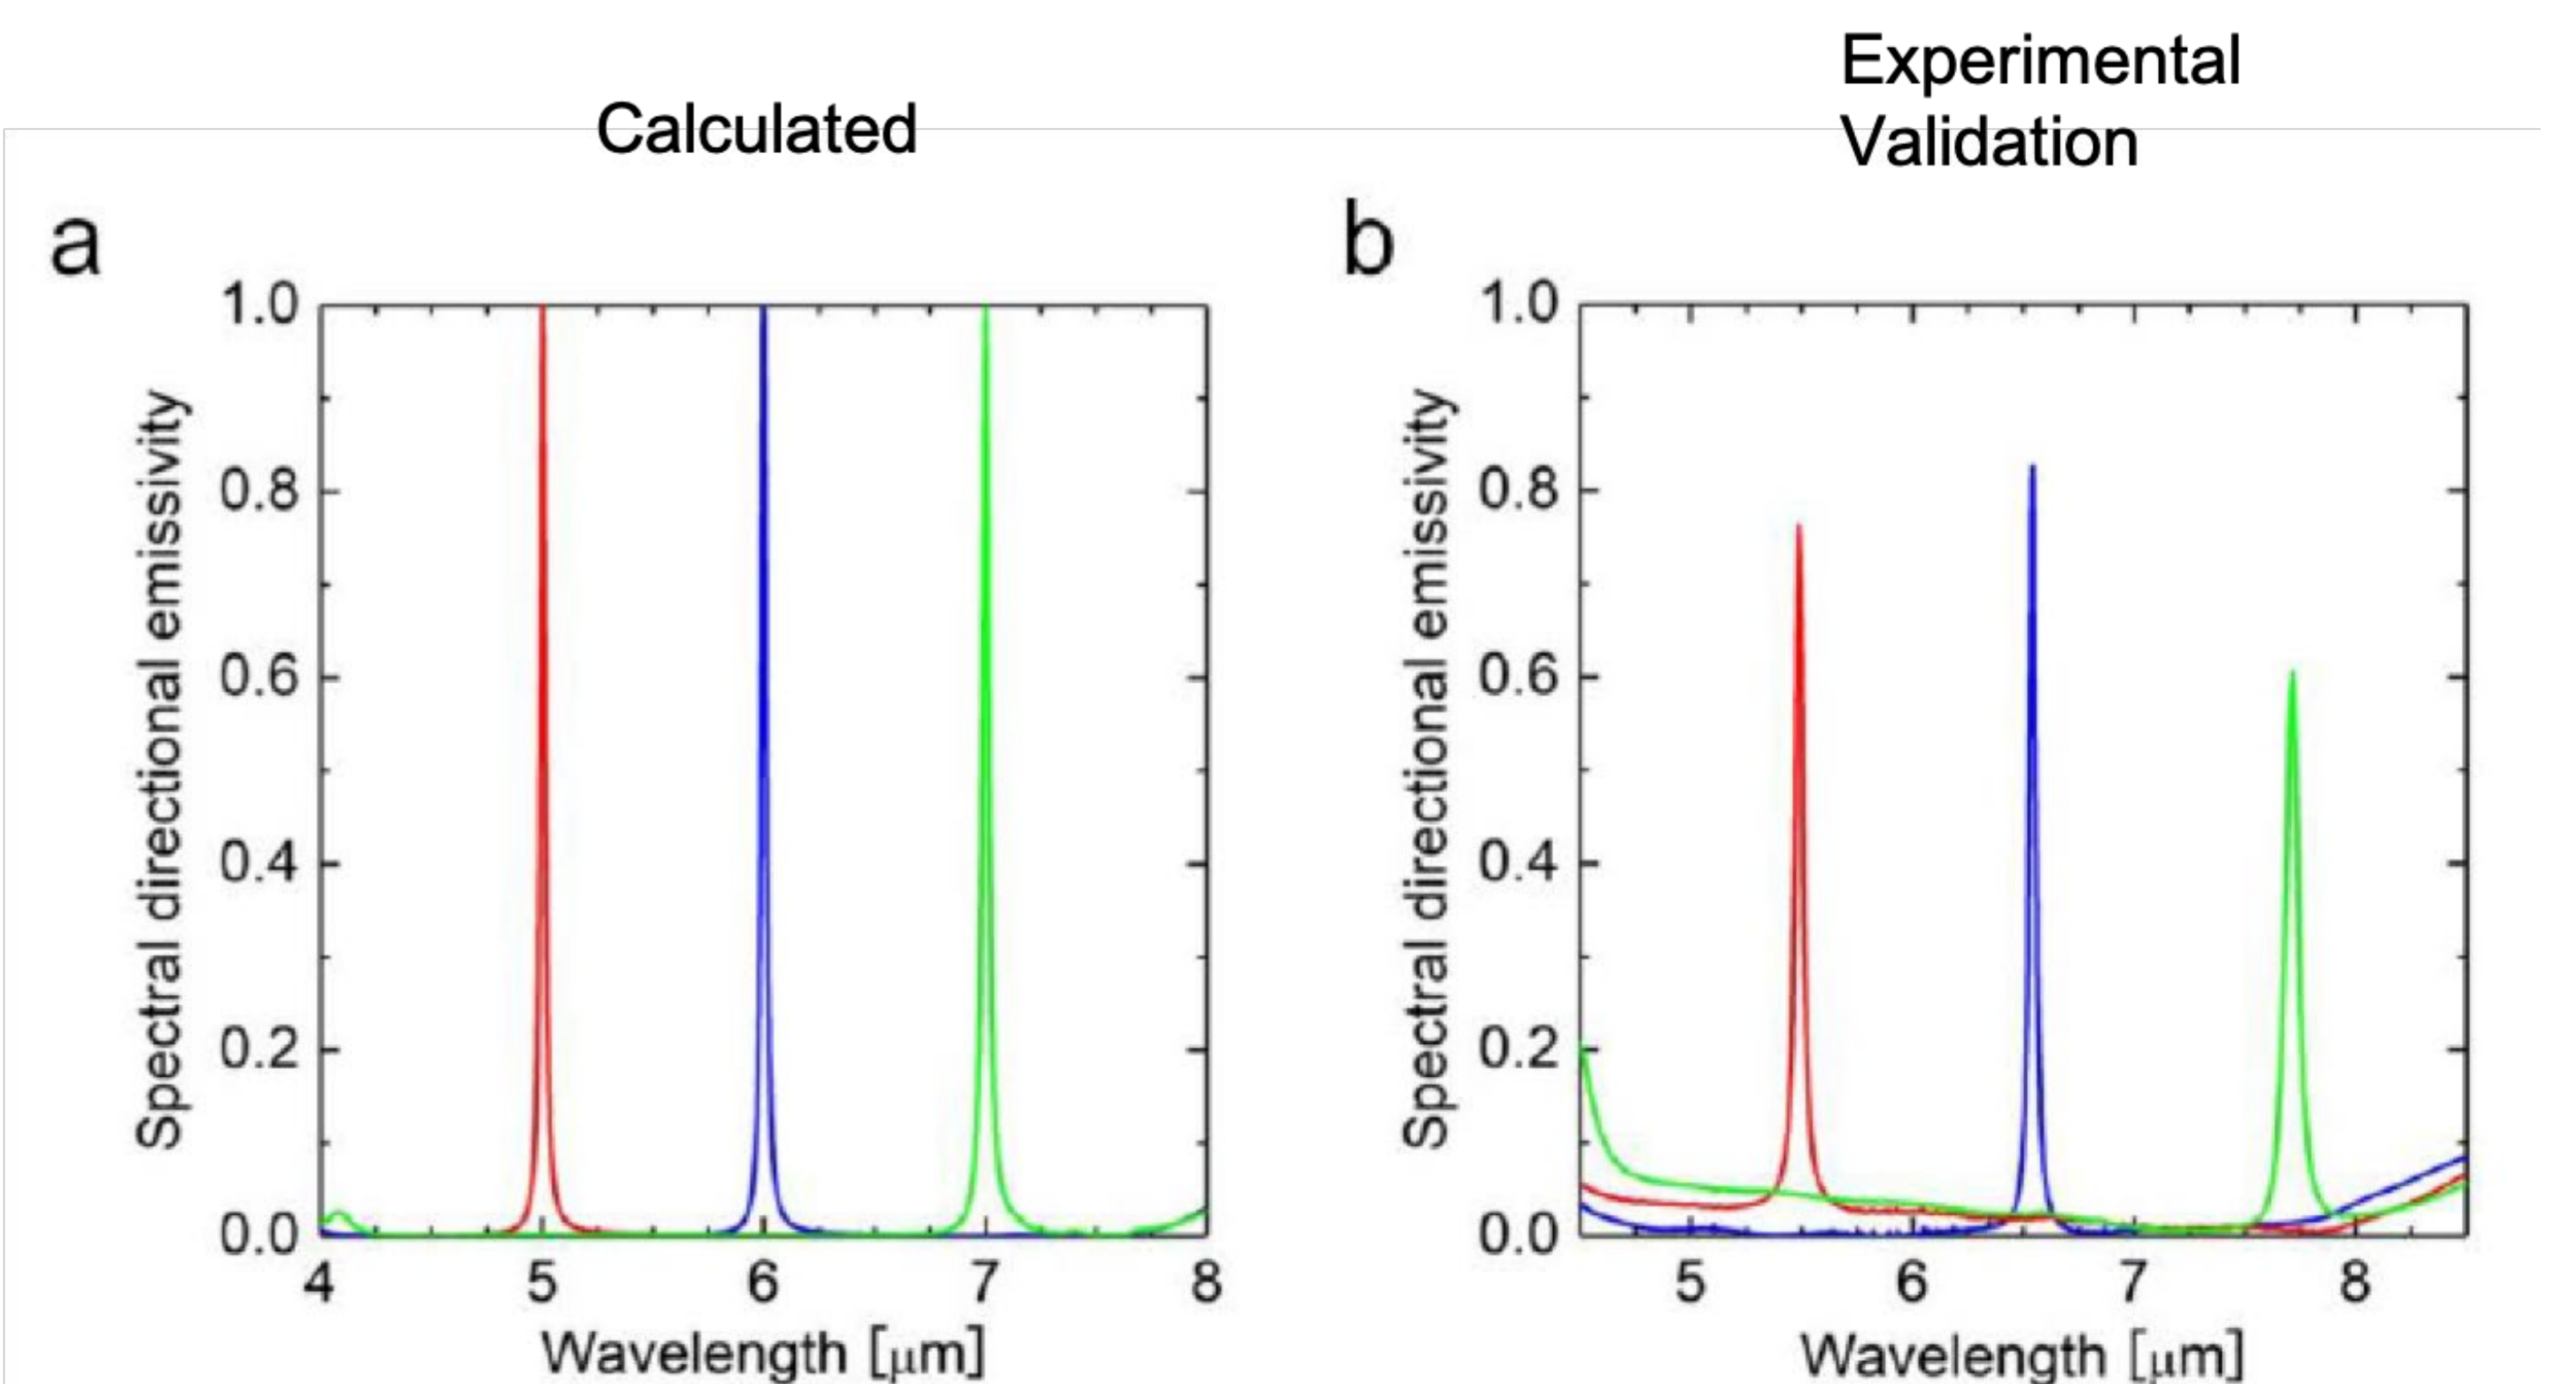 Calculated
Experimental
Validation
a
b
1.0
0.8
0.6
0.4
0.2
0.0
Spectral directional emissivity
4 5 6 7 8
Wavelength [μm]
1.0
0.8
0.6
0.4
0.2
0.0
Spectral directional emissivity
5 6 7 8
Wavelength [μm]